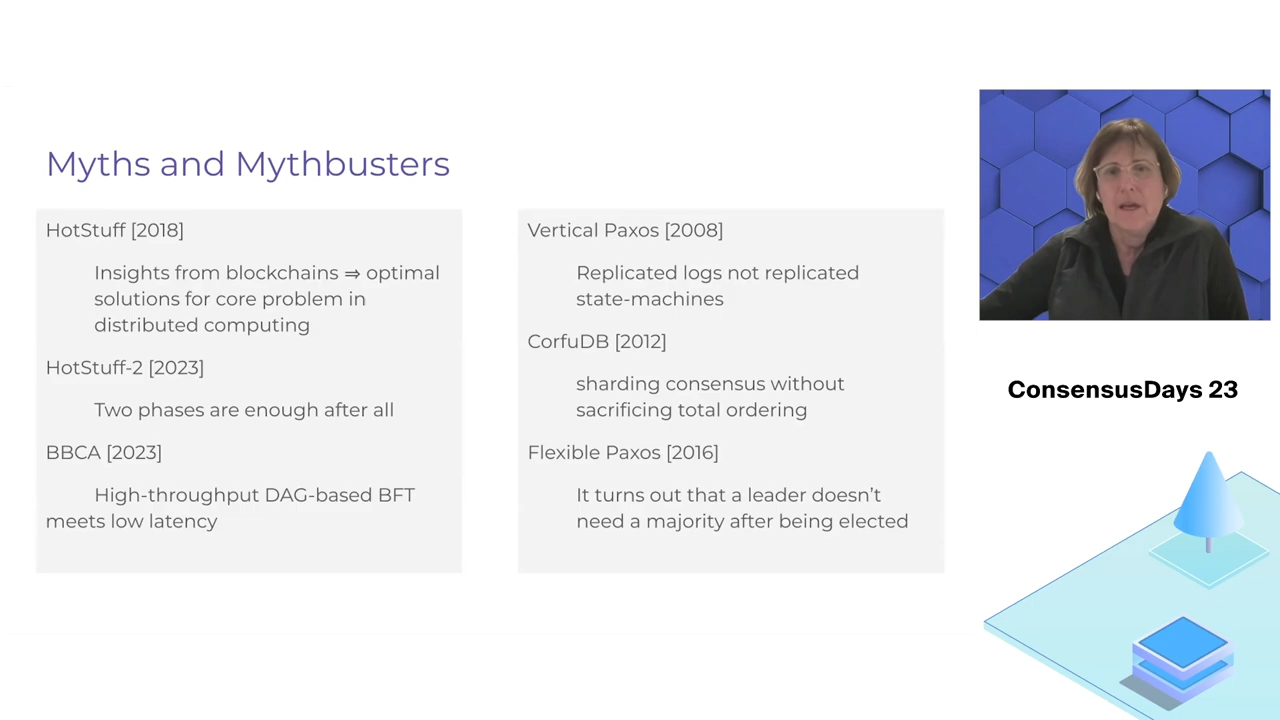 Myths and Mythbusters
HotStuff [2018]
Insights from blockchains ⇒ optimal
solutions for core problem in
distributed computing
HotStuff-2 [2023]
Two phases are enough after all
BBCA [2023]
High-throughput DAG-based BFT
meets low latency
Vertical Paxos [2008]
Replicated logs not replicated
state-machines
CorfuDB [2012]
sharding consensus without
sacrificing total ordering
Flexible Paxos [2016]
It turns out that a leader doesn’t
need a majority after being elected
ConsensusDays 23